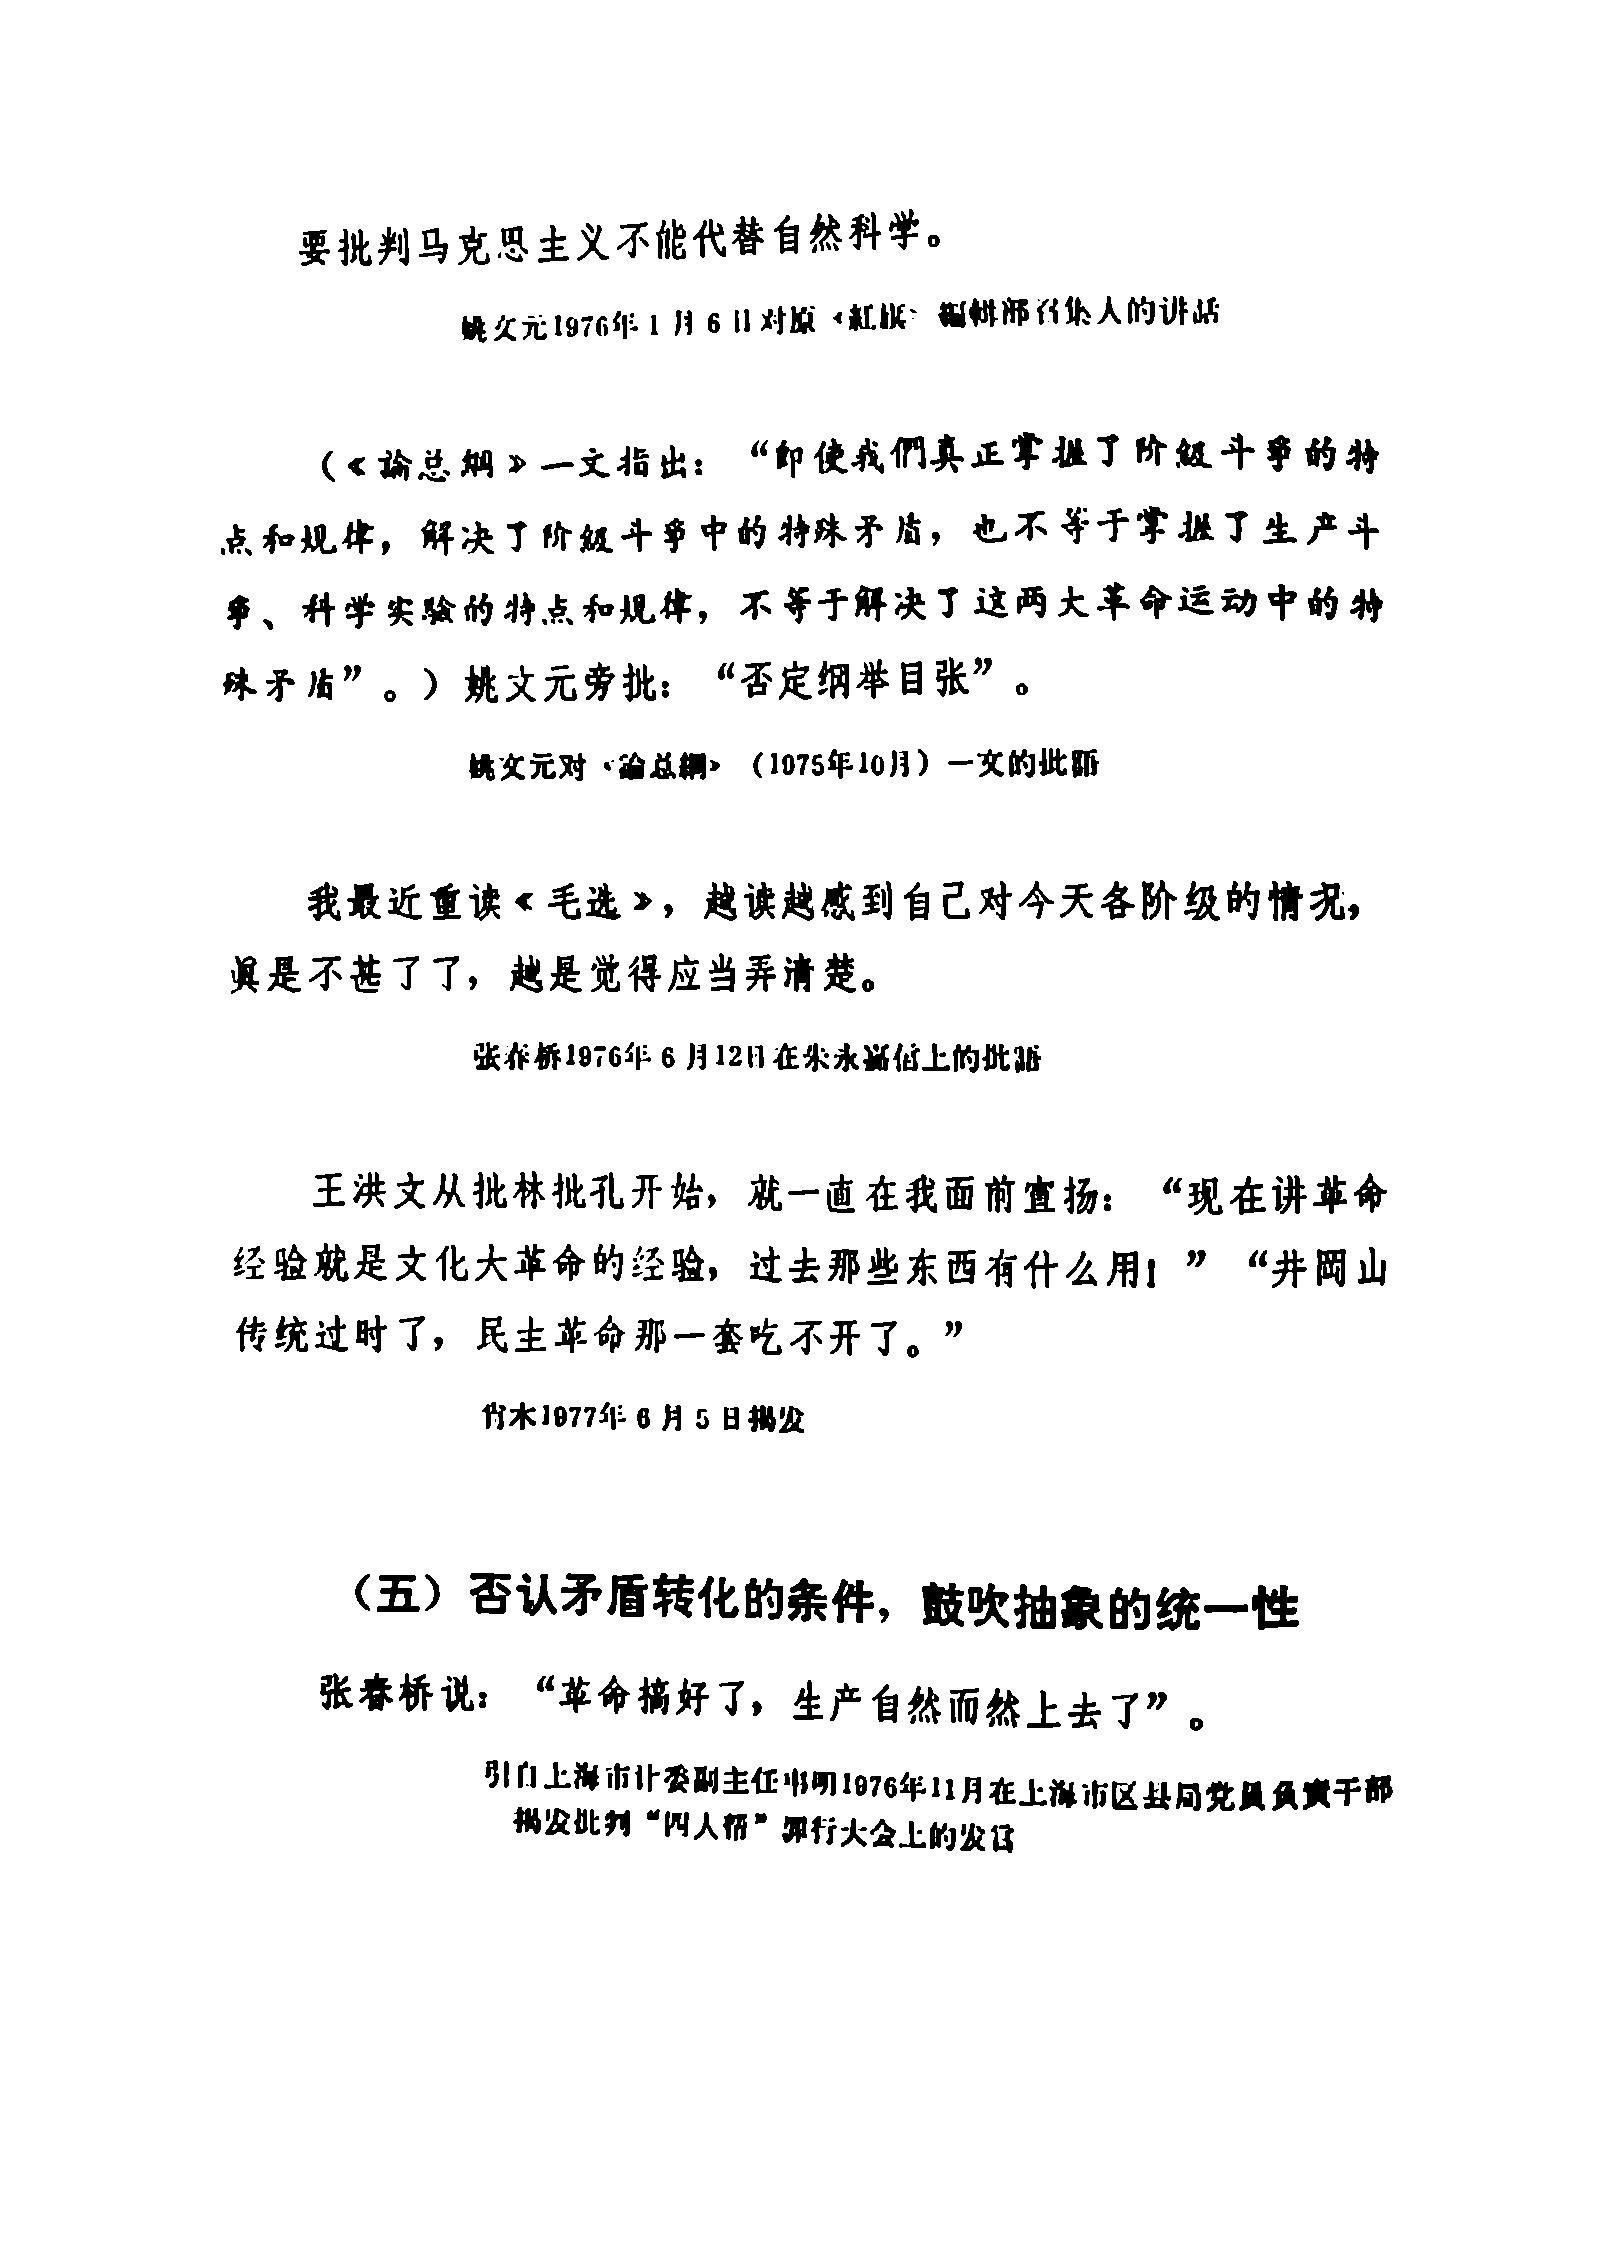 要批判马克思主义不能代替自然科学。
姚文元1976年1月6日对原《紅旗》编辑部召集人的讲話
（《論总綱》一文指出：“即使我們真正掌握了阶級斗爭的特
点和规律，解决了阶級斗爭中的特殊矛盾，也不等于掌握了生产斗
爭、科学实驗的特点和规律，不等于解决了这两大革命运动中的特
殊矛盾”。）姚文元旁批：“否定纲举目张”。
姚文元对《論总綱》（1975年10月）一文的批語
我最近重读《毛选》，越读越感到自己对今天各阶级的情况，
眞是不甚了了，越是觉得应当弄清楚。
张春桥1976年6月12日在朱永嘉信上的批語
王洪文从批林批孔开始，就一直在我面前宣扬：“现在讲革命
经验就是文化大革命的经验，过去那些东西有什么用！”“井冈山
传统过时了，民主革命那一套吃不开了。”
肖木1977年6月5日揭发
（五）否认矛盾转化的条件，鼓吹抽象的统一性
张春桥说：“革命搞好了，生产自然而然上去了”。
引自上海市计委副主任 明1976年11月在上海市区县局党員負責干部
揭发批判“四人帮”罪行大会上的发言